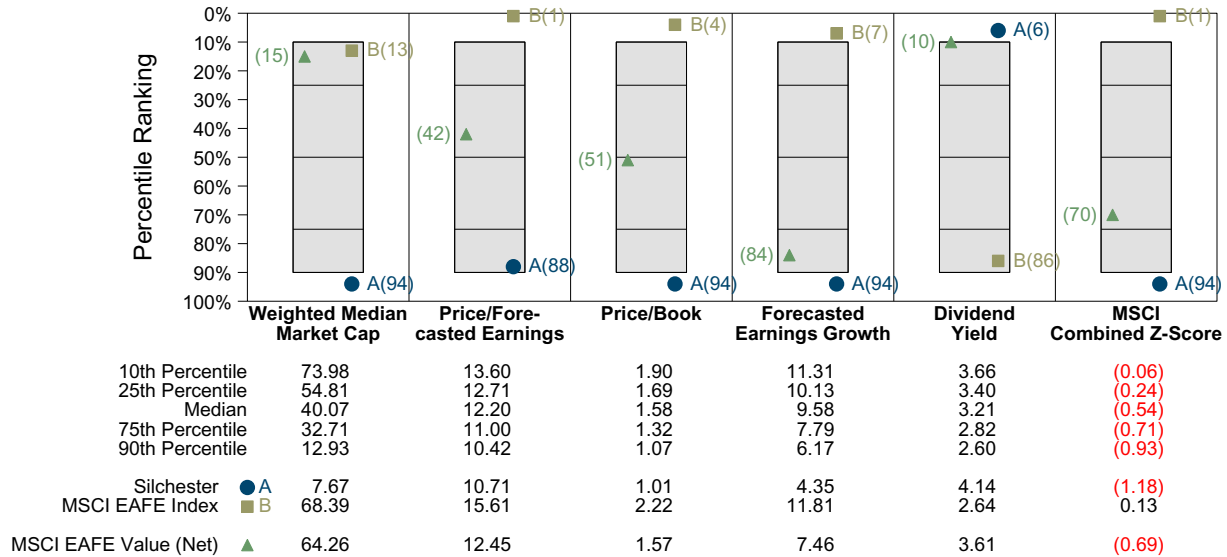 Percentile Ranking
0%
10%
20%
30%
40%
50%
60%
70%
80%
90%
100%
(15)
B(13)
A(94)
B(1)
(42)
A(88)
B(4)
(51)
A(94)
B(7)
(84)
A(94)
(10)
A(6)
B(86)
B(1)
(70)
A(94)
Weighted Median
Market Cap
Price/Fore-
casted Earnings
Price/Book
Forecasted
Earnings Growth
Dividend
Yield
MSCI
Combined Z-Score
10th Percentile 73.98 13.60 1.90 11.31 3.66 (0.06)
25th Percentile 54.81 12.71 1.69 10.13 3.40 (0.24)
Median 40.07 12.20 1.58 9.58 3.21 (0.54)
75th Percentile 32.71 11.00 1.32 7.79 2.82 (0.71)
90th Percentile 12.93 10.42 1.07 6.17 2.60 (0.93)
Silchester A 7.67 10.71 1.01 4.35 4.14 (1.18)
MSCI EAFE Index B 68.39 15.61 2.22 11.81 2.64 0.13
MSCI EAFE Value (Net) 64.26 12.45 1.57 7.46 3.61 (0.69)